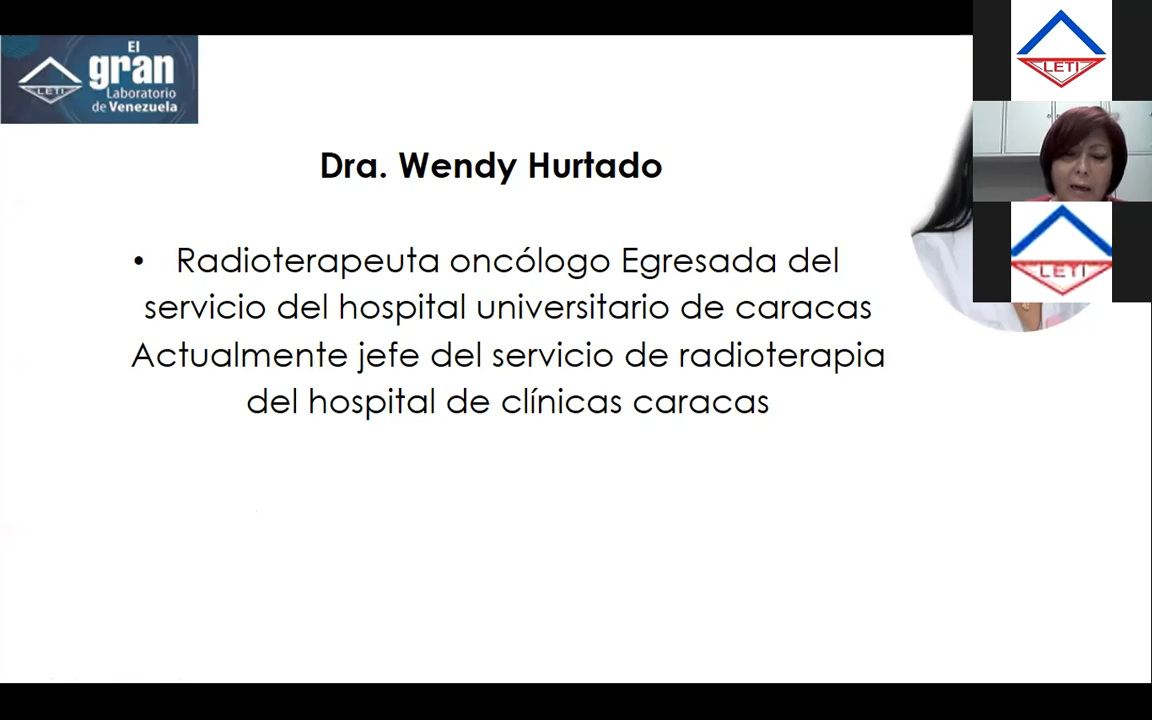 El
gran
Laboratorio
de Venezuela
LETI
LETI
LETI
Dra. Wendy Hurtado
• Radioterapeuta oncólogo Egresada del
servicio del hospital universitario de caracas
Actualmente jefe del servicio de radioterapia
del hospital de clínicas caracas